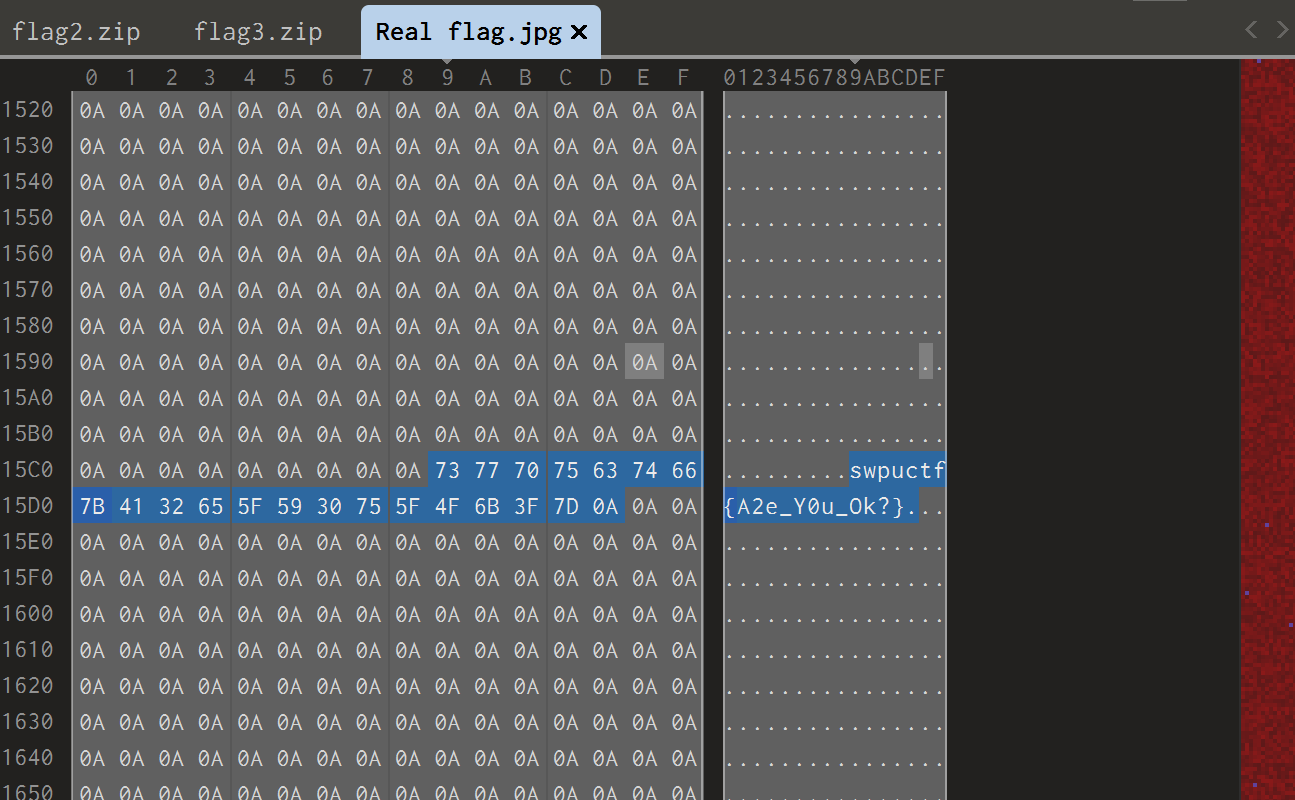 flag2.zip flag3.zip Real flag.jpg ×
0 1 2 3 4 5 6 7 8 9 A B C D E F 0123456789ABCDEF
1520 0A 0A 0A 0A 0A 0A 0A 0A 0A 0A 0A 0A 0A 0A 0A 0A ................
1530 0A 0A 0A 0A 0A 0A 0A 0A 0A 0A 0A 0A 0A 0A 0A 0A ................
1540 0A 0A 0A 0A 0A 0A 0A 0A 0A 0A 0A 0A 0A 0A 0A 0A ................
1550 0A 0A 0A 0A 0A 0A 0A 0A 0A 0A 0A 0A 0A 0A 0A 0A ................
1560 0A 0A 0A 0A 0A 0A 0A 0A 0A 0A 0A 0A 0A 0A 0A 0A ................
1570 0A 0A 0A 0A 0A 0A 0A 0A 0A 0A 0A 0A 0A 0A 0A 0A ................
1580 0A 0A 0A 0A 0A 0A 0A 0A 0A 0A 0A 0A 0A 0A 0A 0A ................
1590 0A 0A 0A 0A 0A 0A 0A 0A 0A 0A 0A 0A 0A 0A 0A 0A ................
15A0 0A 0A 0A 0A 0A 0A 0A 0A 0A 0A 0A 0A 0A 0A 0A 0A ................
15B0 0A 0A 0A 0A 0A 0A 0A 0A 0A 0A 0A 0A 0A 0A 0A 0A ................
15C0 0A 0A 0A 0A 0A 0A 0A 0A 0A 73 77 70 75 63 74 66 .........swpuctf
15D0 7B 41 32 65 5F 59 30 75 5F 4F 6B 3F 7D 0A 0A 0A {A2e_Y0u_Ok?}...
15E0 0A 0A 0A 0A 0A 0A 0A 0A 0A 0A 0A 0A 0A 0A 0A 0A ................
15F0 0A 0A 0A 0A 0A 0A 0A 0A 0A 0A 0A 0A 0A 0A 0A 0A ................
1600 0A 0A 0A 0A 0A 0A 0A 0A 0A 0A 0A 0A 0A 0A 0A 0A ................
1610 0A 0A 0A 0A 0A 0A 0A 0A 0A 0A 0A 0A 0A 0A 0A 0A ................
1620 0A 0A 0A 0A 0A 0A 0A 0A 0A 0A 0A 0A 0A 0A 0A 0A ................
1630 0A 0A 0A 0A 0A 0A 0A 0A 0A 0A 0A 0A 0A 0A 0A 0A ................
1640 0A 0A 0A 0A 0A 0A 0A 0A 0A 0A 0A 0A 0A 0A 0A 0A ................
1650 0A 0A 0A 0A 0A 0A 0A 0A 0A 0A 0A 0A 0A 0A 0A 0A ................